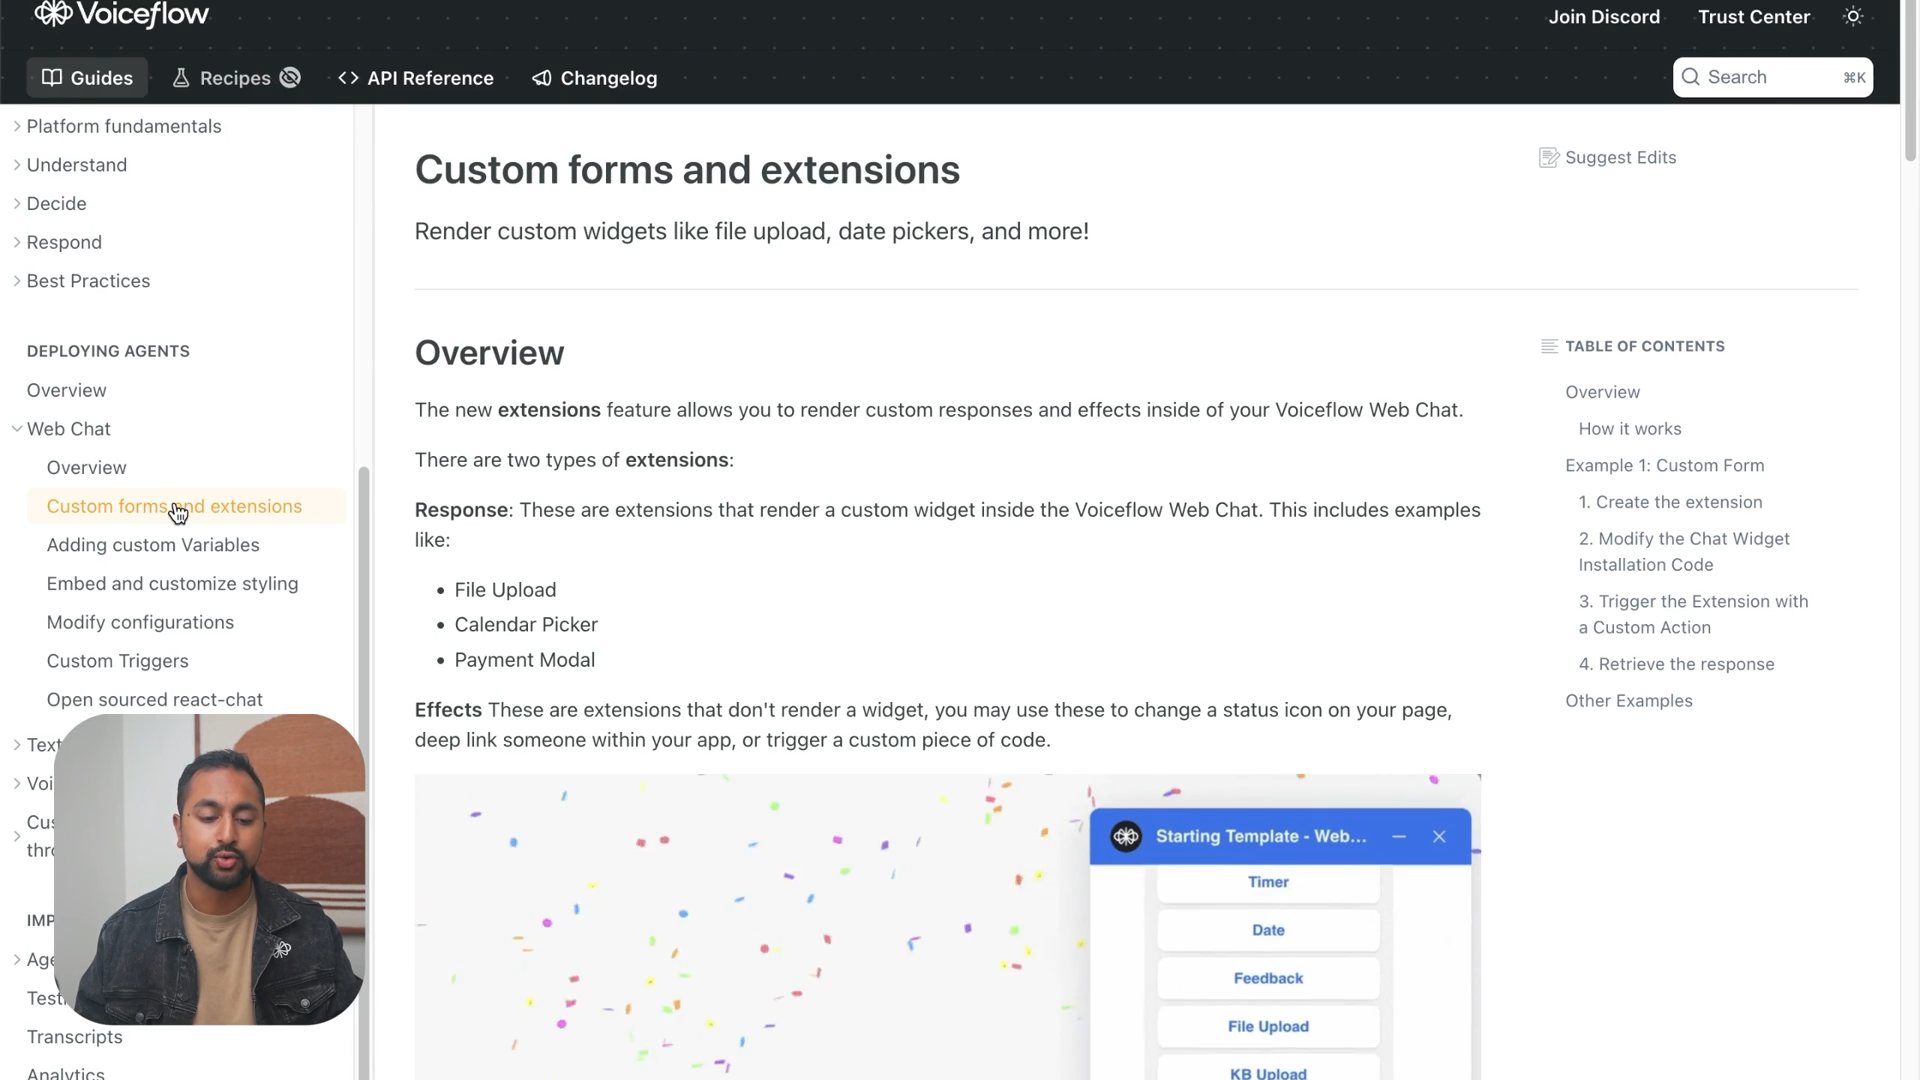 Voiceflow
Join Discord
Trust Center
Guides
Recipes
API Reference
Changelog
Search
⌘K
Platform fundamentals
Understand
Decide
Respond
Best Practices
DEPLOYING AGENTS
Overview
Web Chat
Overview
Custom forms and extensions
Adding custom Variables
Embed and customize styling
Modify configurations
Custom Triggers
Open sourced react-chat
Transcripts
Analytics
Custom forms and extensions
Render custom widgets like file upload, date pickers, and more!
Overview
The new extensions feature allows you to render custom responses and effects inside of your Voiceflow Web Chat.
There are two types of extensions:
Response: These are extensions that render a custom widget inside the Voiceflow Web Chat. This includes examples
like:
• File Upload
• Calendar Picker
• Payment Modal
Effects These are extensions that don't render a widget, you may use these to change a status icon on your page,
deep link someone within your app, or trigger a custom piece of code.
Starting Template - Web...
Timer
Date
Feedback
File Upload
KB Upload
Suggest Edits
TABLE OF CONTENTS
Overview
How it works
Example 1: Custom Form
1. Create the extension
2. Modify the Chat Widget
Installation Code
3. Trigger the Extension with
a Custom Action
4. Retrieve the response
Other Examples